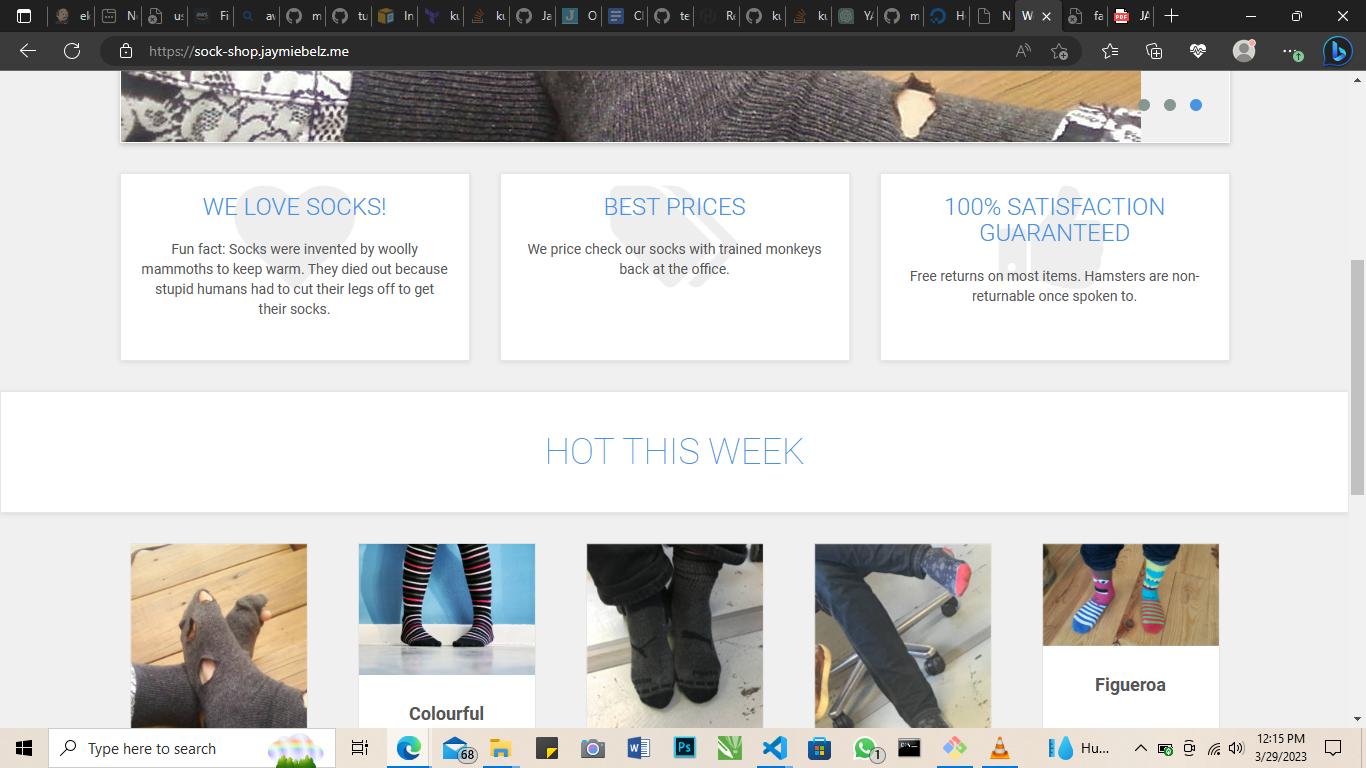 ek
N
us
Fi
av
m
tu
In
ku
ku
Ja
O
Cl
te
Re
ku
ku
YA
m
H
N
W
fa
JA
https://sock-shop.jaymiebelz.me
WE LOVE SOCKS!
Fun fact: Socks were invented by woolly
mammoths to keep warm. They died out because
stupid humans had to cut their legs off to get
their socks.
BEST PRICES
We price check our socks with trained monkeys
back at the office.
100% SATISFACTION
GUARANTEED
Free returns on most items. Hamsters are non-
returnable once spoken to.
HOT THIS WEEK
Colourful
Figueroa
Type here to search
68
1
Hu...
12:15 PM
3/29/2023